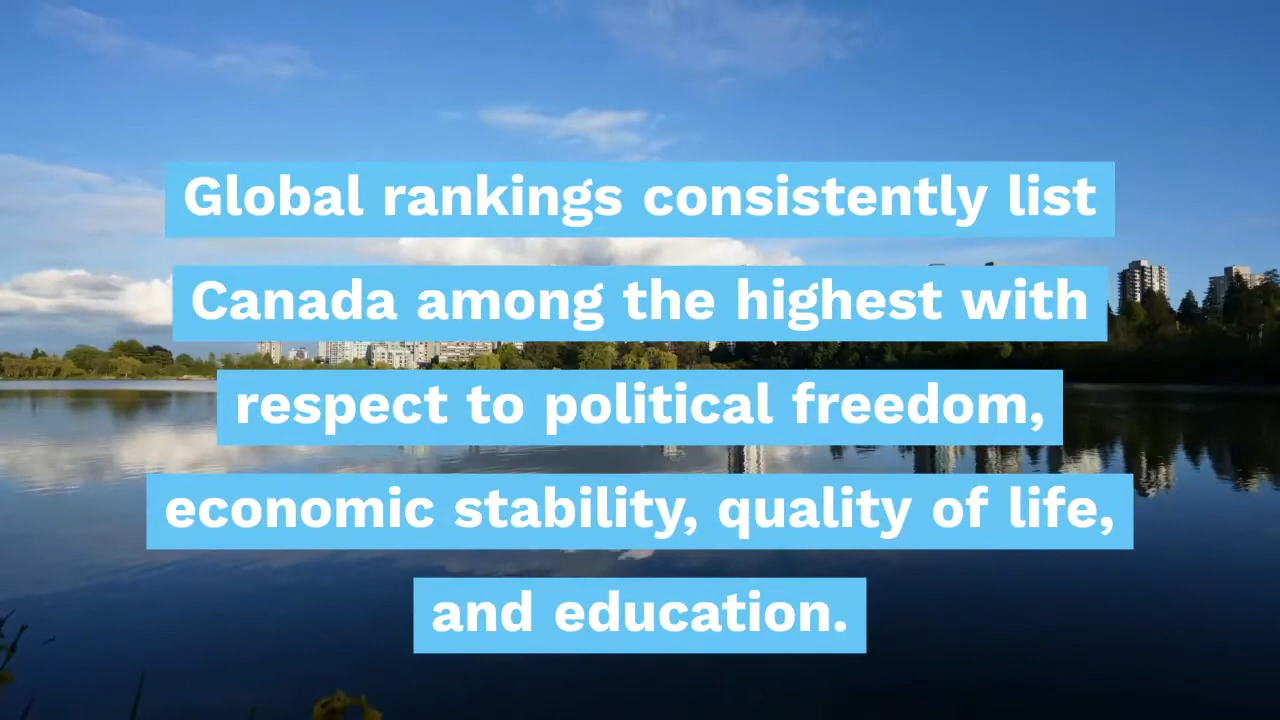 Global rankings consistently list
Canada among the highest with
respect to political freedom,
economic stability, quality of life,
and education.